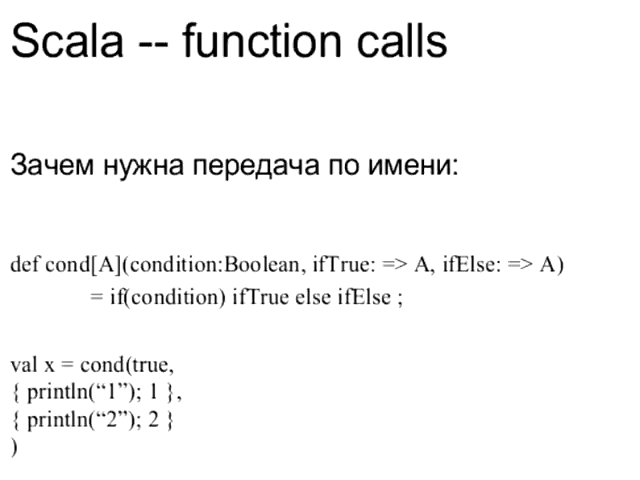 Scala -- function calls
Зачем нужна передача по имени:
def cond[A](condition:Boolean, ifTrue: => A, ifElse: => A)
= if(condition) ifTrue else ifElse ;
val x = cond(true,
{ println(“1”); 1 },
{ println(“2”); 2 }
)